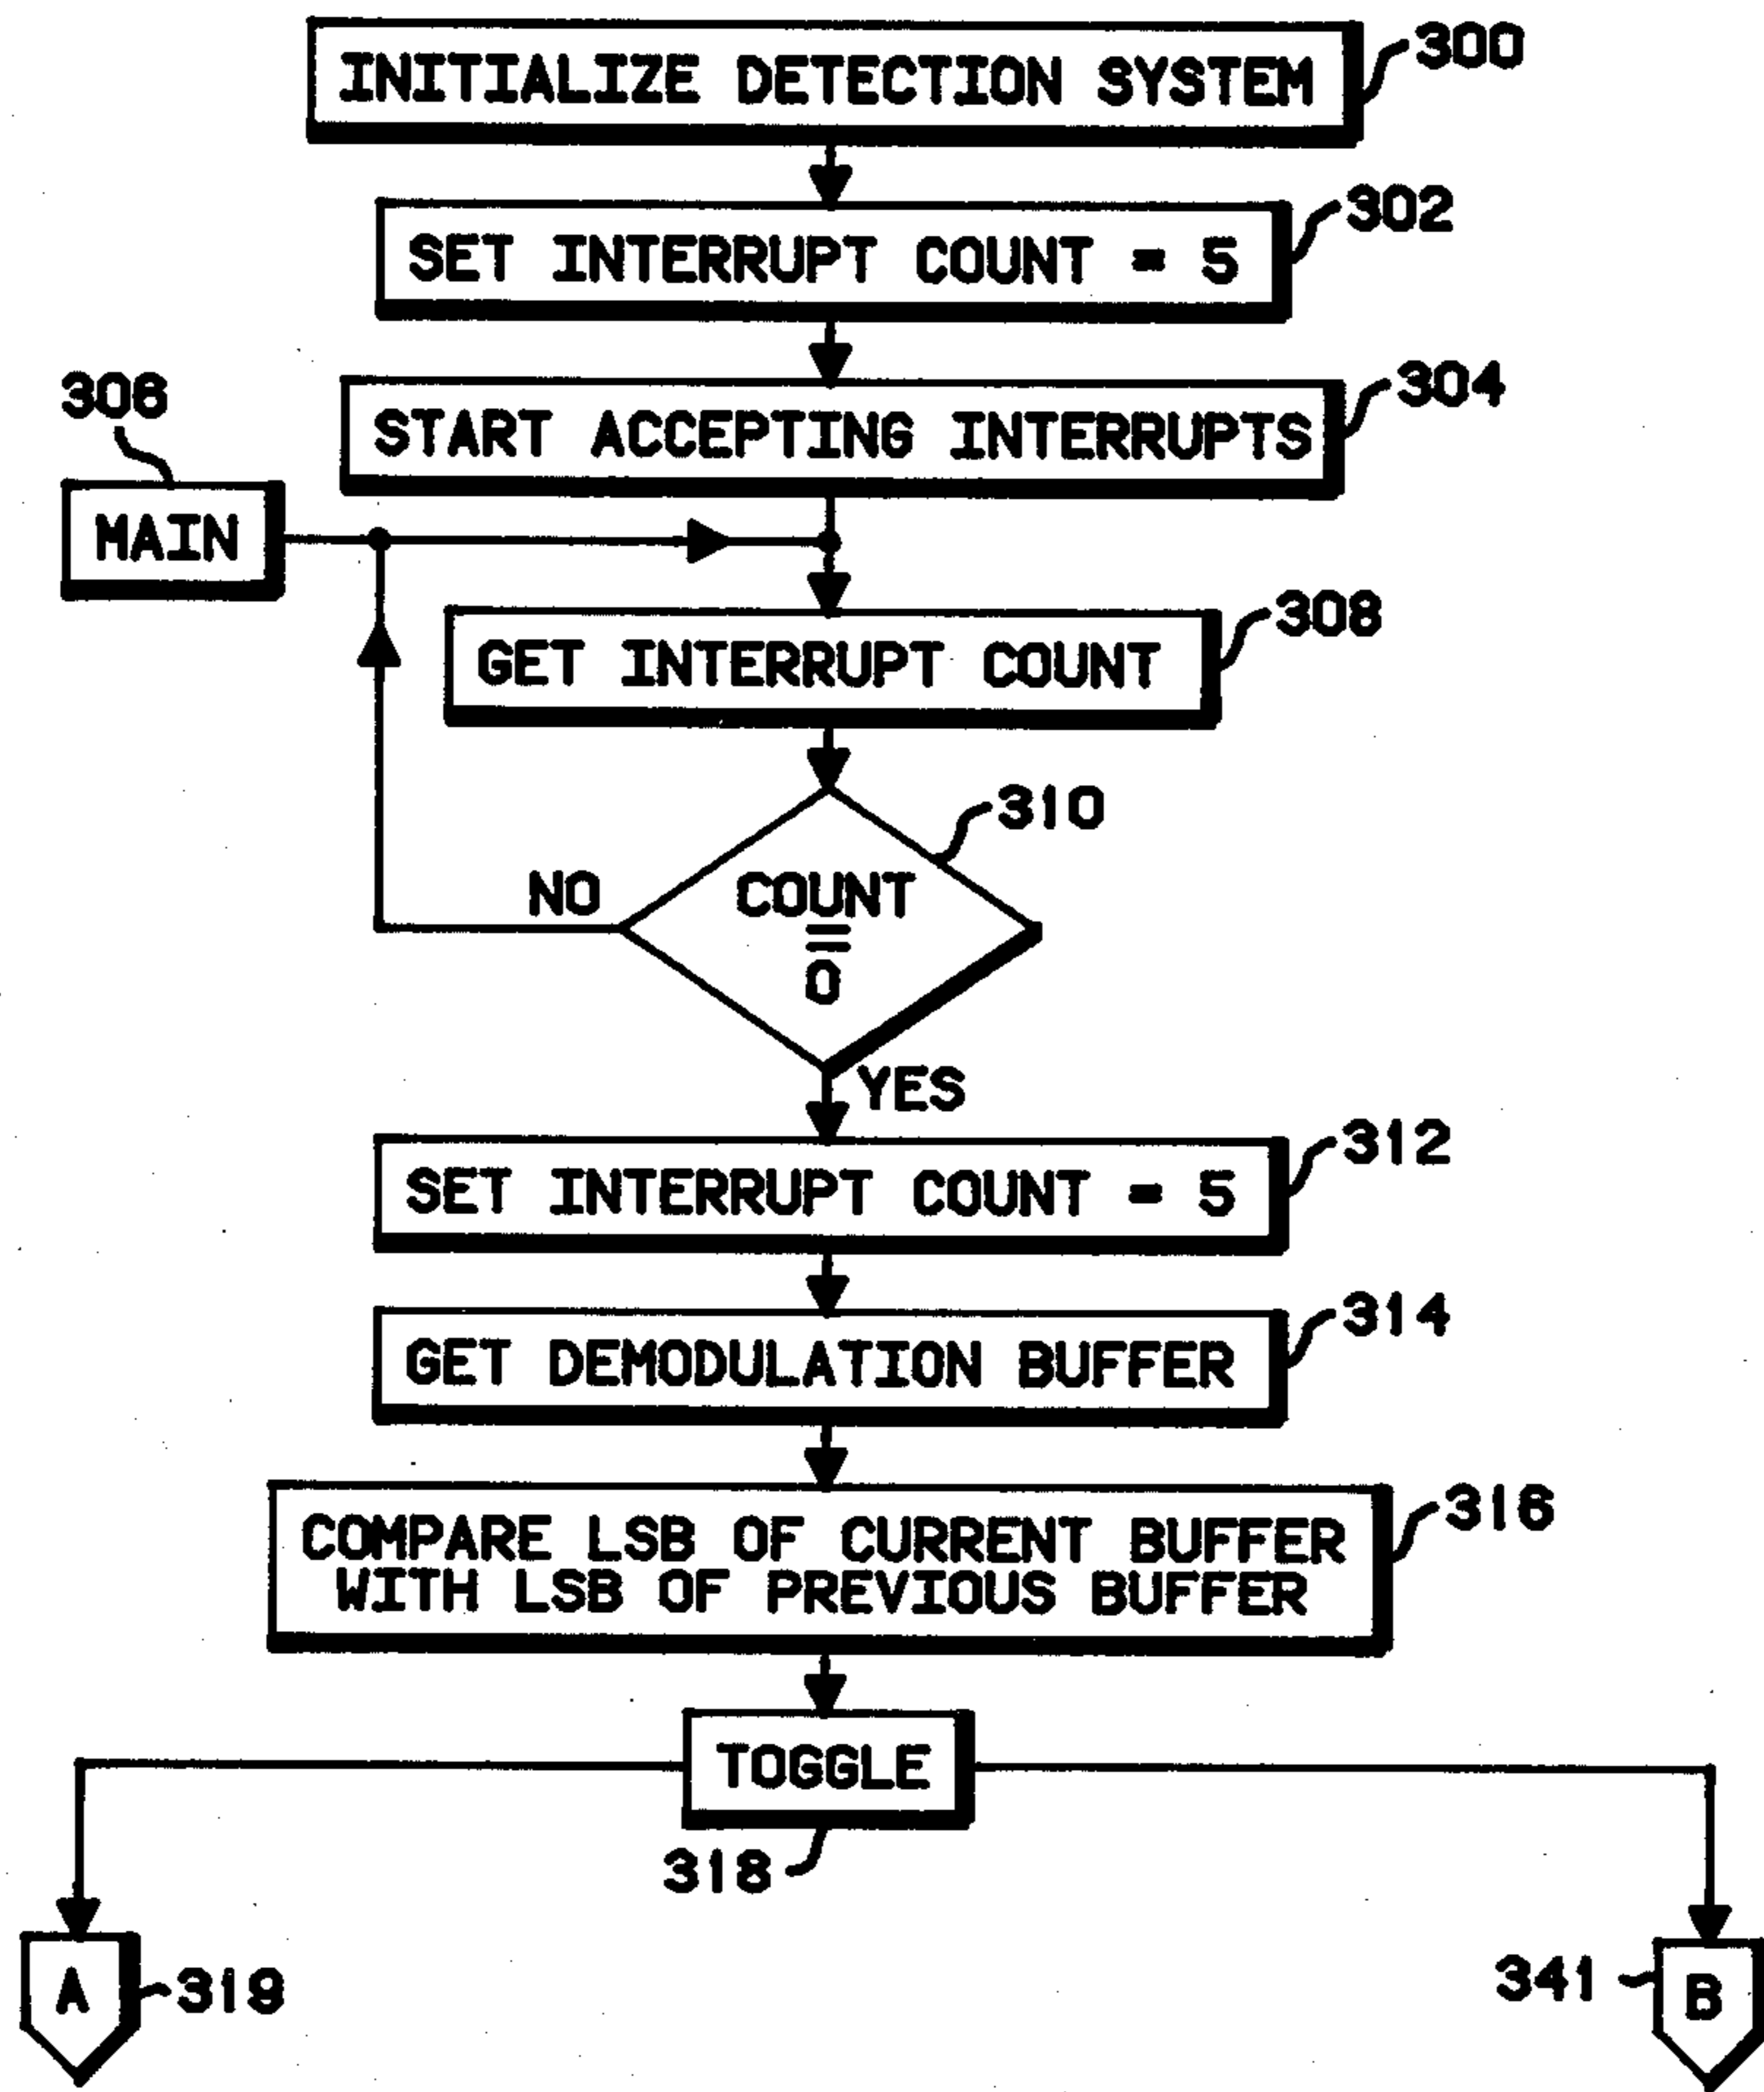 INITIALIZE DETECTION SYSTEM
300
SET INTERRUPT COUNT = 5
302
START ACCEPTING INTERRUPTS
304
306
MAIN
GET INTERRUPT COUNT
308
310
NO
COUNT
=
0
YES
SET INTERRUPT COUNT = 5
312
GET DEMODULATION BUFFER
314
COMPARE LSB OF CURRENT BUFFER
WITH LSB OF PREVIOUS BUFFER
316
TOGGLE
318
A
319
341
B